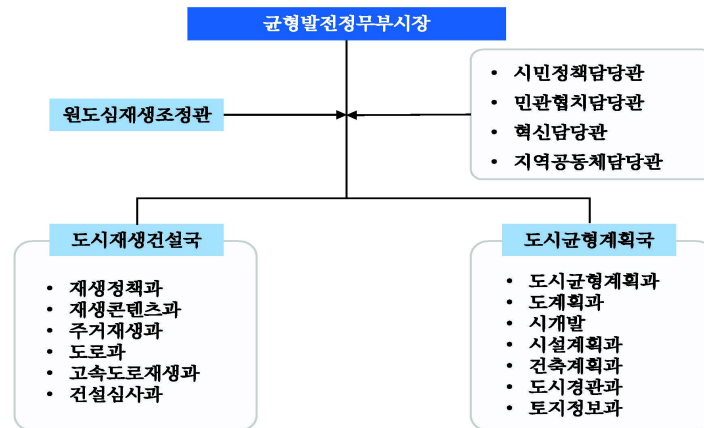 균형발전정무부시장
원도심재생조정관
• 시민정책담당관
• 민관협치담당관
• 혁신담당관
• 지역공동체담당관
도시재생건설국
• 재생정책과
• 재생콘텐츠과
• 주거재생과
• 도로과
• 고속도로재생과
• 건설심사과
도시균형계획국
• 도시균형계획과
• 도계획과
• 시개발
• 시설계획과
• 건축계획과
• 도시경관과
• 토지정보과